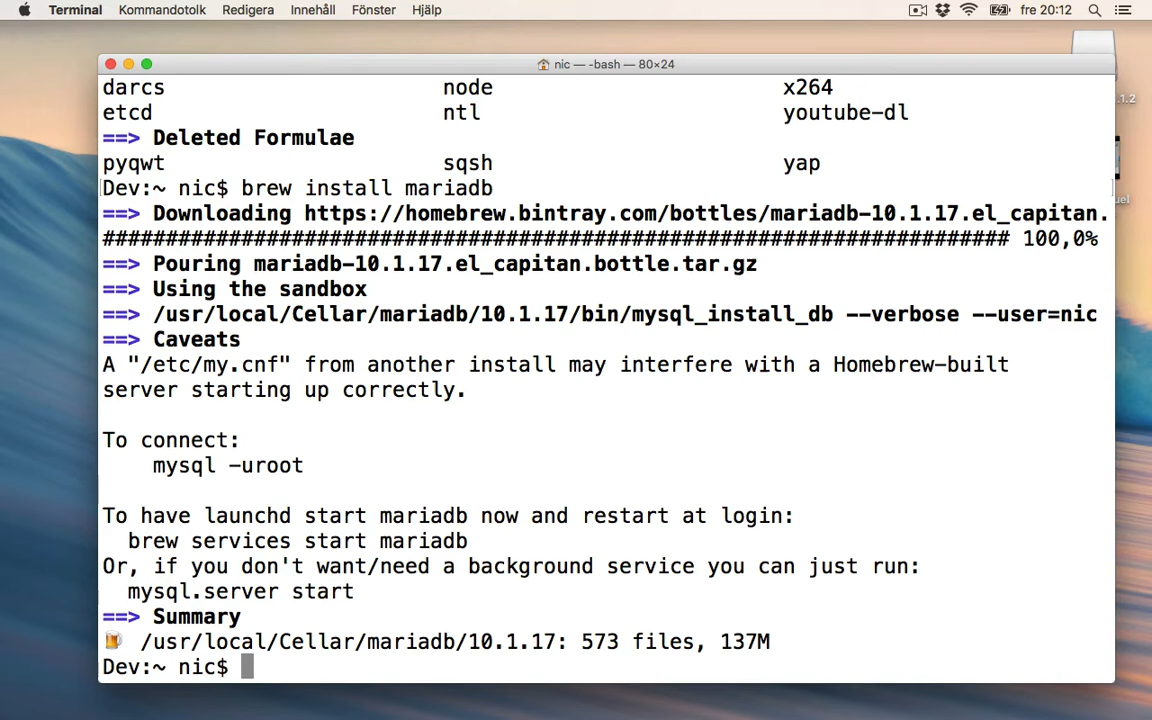 Terminal Kommandotolk Redigera Innehåll Fönster Hjälp fre 20:12
nic — -bash — 80×24
darcs node x264
etcd ntl youtube-dl
==> Deleted Formulae
pyqwt sqsh yap
Dev:~ nic$ brew install mariadb
==> Downloading https://homebrew.bintray.com/bottles/mariadb-10.1.17.el_capitan.
######################################################################## 100,0%
==> Pouring mariadb-10.1.17.el_capitan.bottle.tar.gz
==> Using the sandbox
==> /usr/local/Cellar/mariadb/10.1.17/bin/mysql_install_db --verbose --user=nic
==> Caveats
A "/etc/my.cnf" from another install may interfere with a Homebrew-built
server starting up correctly.
To connect:
mysql -uroot
To have launchd start mariadb now and restart at login:
brew services start mariadb
Or, if you don't want/need a background service you can just run:
mysql.server start
==> Summary
🍺 /usr/local/Cellar/mariadb/10.1.17: 573 files, 137M
Dev:~ nic$